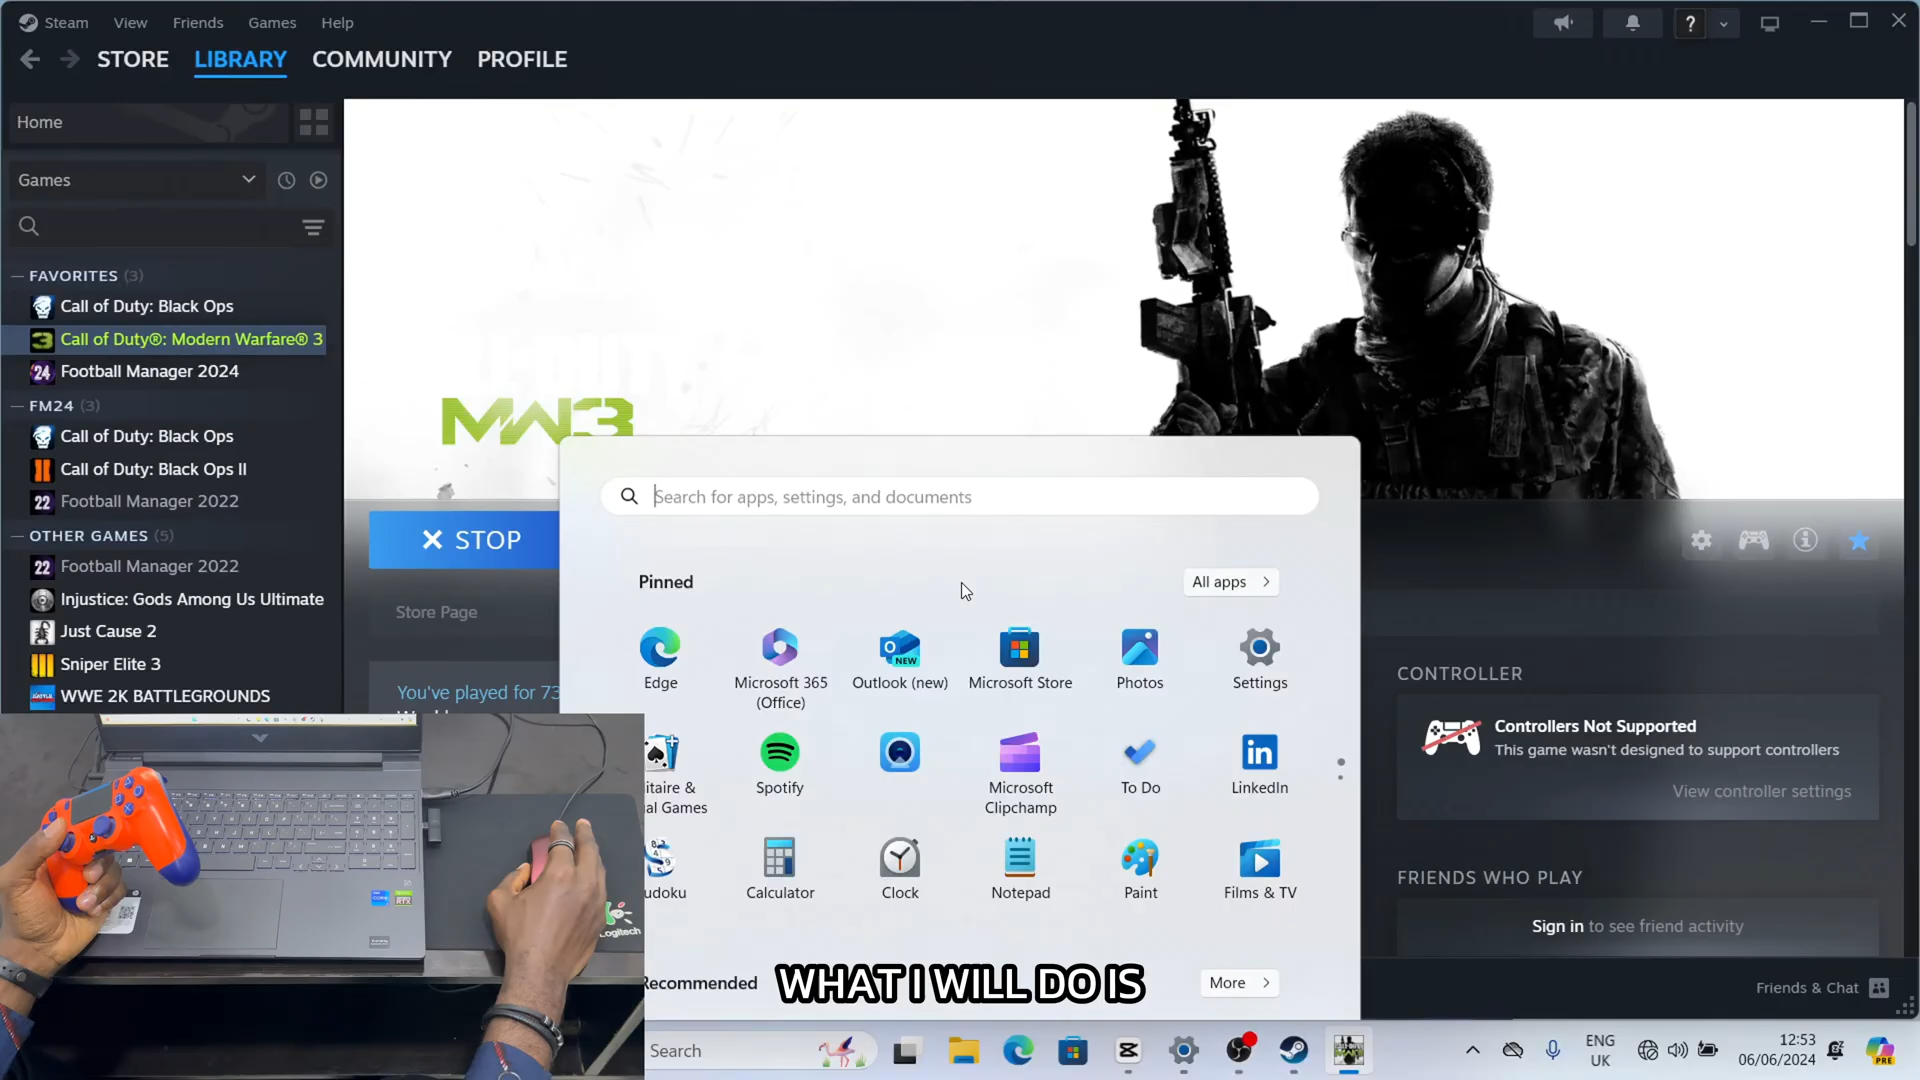 Steam View Friends Games Help
STORE LIBRARY COMMUNITY PROFILE
Home
Games
FAVORITES (3)
Call of Duty: Black Ops
Call of Duty®: Modern Warfare® 3
24 Football Manager 2024
FM24 (3)
Call of Duty: Black Ops
Call of Duty: Black Ops II
22 Football Manager 2022
OTHER GAMES (5)
22 Football Manager 2022
Injustice: Gods Among Us Ultimate
Just Cause 2
Sniper Elite 3
WWE 2K BATTLEGROUNDS
MW3
STOP
Store Page
You've played for 73
Search for apps, settings, and documents
Pinned
All apps
Edge
Microsoft 365
(Office)
Outlook (new)
NEW
Microsoft Store
Photos
Settings
itaire &
al Games
Spotify
Microsoft
Clipchamp
To Do
LinkedIn
udoku
Calculator
Clock
Notepad
Paint
Films & TV
Recommended
More
CONTROLLER
Controllers Not Supported
This game wasn't designed to support controllers
View controller settings
FRIENDS WHO PLAY
Sign in to see friend activity
Friends & Chat
Logitech
WHAT I WILL DO IS
Search
ENG
UK
12:53
06/06/2024
PRE